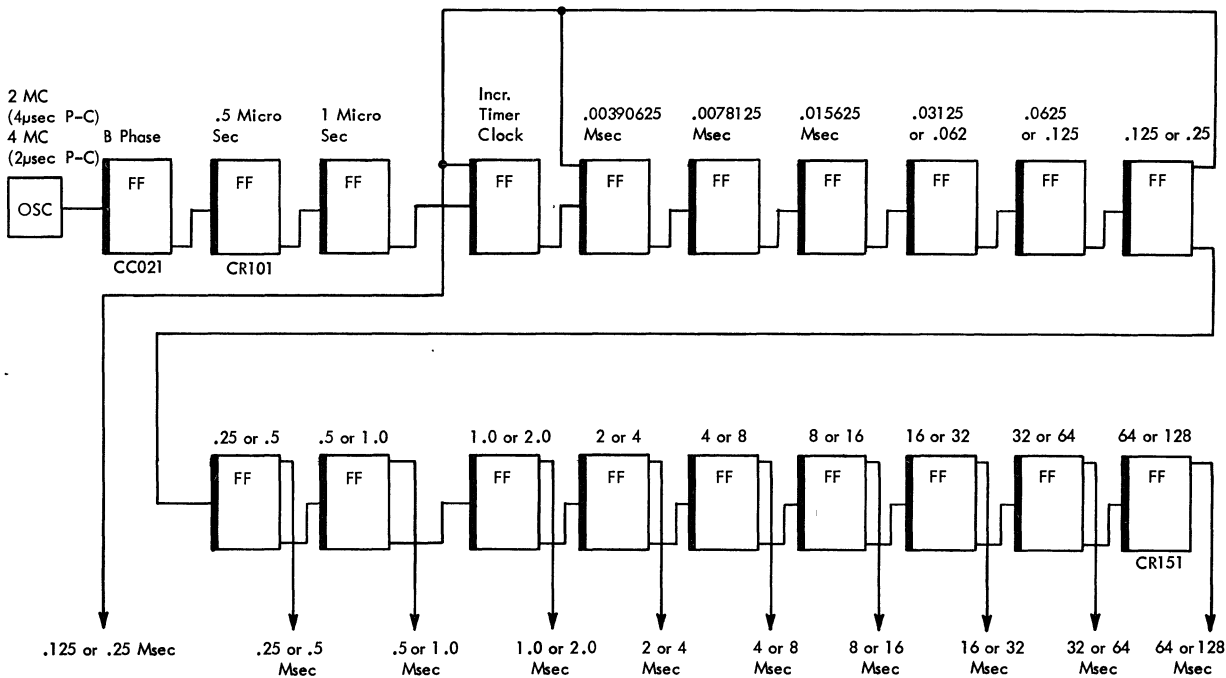 2 MC
(4μsec P-C)
4 MC
(2μsec P-C)
OSC
B Phase
FF
CC021
.5 Micro
Sec
FF
CR101
1 Micro
Sec
FF
Incr.
Timer
Clock
FF
.00390625
Msec
FF
.0078125
Msec
FF
.015625
Msec
FF
.03125
or .062
FF
.0625
or .125
FF
.125 or .25
FF
.25 or .5
FF
.5 or 1.0
FF
1.0 or 2.0
FF
2 or 4
FF
4 or 8
FF
8 or 16
FF
16 or 32
FF
32 or 64
FF
64 or 128
FF
CR151
.125 or .25 Msec
.25 or .5
Msec
.5 or 1.0
Msec
1.0 or 2.0
Msec
2 or 4
Msec
4 or 8
Msec
8 or 16
Msec
16 or 32
Msec
32 or 64
Msec
64 or 128
Msec